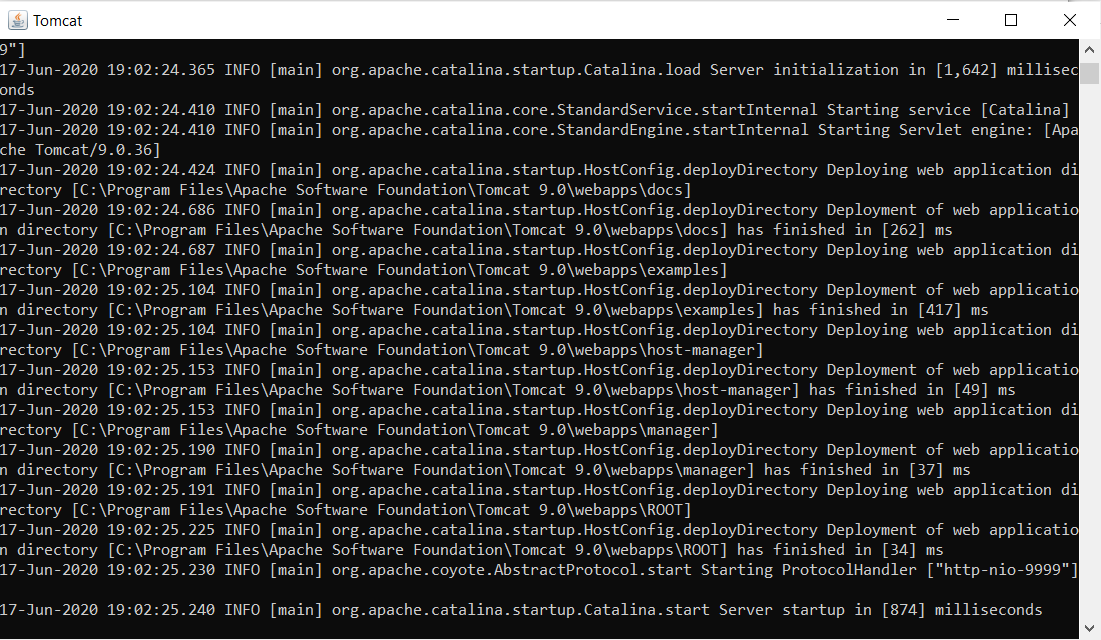 Tomcat
9"]
17-Jun-2020 19:02:24.365 INFO [main] org.apache.catalina.startup.Catalina.load Server initialization in [1,642] millisec
onds
17-Jun-2020 19:02:24.410 INFO [main] org.apache.catalina.core.StandardService.startInternal Starting service [Catalina]
17-Jun-2020 19:02:24.410 INFO [main] org.apache.catalina.core.StandardEngine.startInternal Starting Servlet engine: [Apa
che Tomcat/9.0.36]
17-Jun-2020 19:02:24.424 INFO [main] org.apache.catalina.startup.HostConfig.deployDirectory Deploying web application di
rectory [C:\Program Files\Apache Software Foundation\Tomcat 9.0\webapps\docs]
17-Jun-2020 19:02:24.686 INFO [main] org.apache.catalina.startup.HostConfig.deployDirectory Deployment of web applicatio
n directory [C:\Program Files\Apache Software Foundation\Tomcat 9.0\webapps\docs] has finished in [262] ms
17-Jun-2020 19:02:24.687 INFO [main] org.apache.catalina.startup.HostConfig.deployDirectory Deploying web application di
rectory [C:\Program Files\Apache Software Foundation\Tomcat 9.0\webapps\examples]
17-Jun-2020 19:02:25.104 INFO [main] org.apache.catalina.startup.HostConfig.deployDirectory Deployment of web applicatio
n directory [C:\Program Files\Apache Software Foundation\Tomcat 9.0\webapps\examples] has finished in [417] ms
17-Jun-2020 19:02:25.104 INFO [main] org.apache.catalina.startup.HostConfig.deployDirectory Deploying web application di
rectory [C:\Program Files\Apache Software Foundation\Tomcat 9.0\webapps\host-manager]
17-Jun-2020 19:02:25.153 INFO [main] org.apache.catalina.startup.HostConfig.deployDirectory Deployment of web applicatio
n directory [C:\Program Files\Apache Software Foundation\Tomcat 9.0\webapps\host-manager] has finished in [49] ms
17-Jun-2020 19:02:25.153 INFO [main] org.apache.catalina.startup.HostConfig.deployDirectory Deploying web application di
rectory [C:\Program Files\Apache Software Foundation\Tomcat 9.0\webapps\manager]
17-Jun-2020 19:02:25.190 INFO [main] org.apache.catalina.startup.HostConfig.deployDirectory Deployment of web applicatio
n directory [C:\Program Files\Apache Software Foundation\Tomcat 9.0\webapps\manager] has finished in [37] ms
17-Jun-2020 19:02:25.191 INFO [main] org.apache.catalina.startup.HostConfig.deployDirectory Deploying web application di
rectory [C:\Program Files\Apache Software Foundation\Tomcat 9.0\webapps\ROOT]
17-Jun-2020 19:02:25.225 INFO [main] org.apache.catalina.startup.HostConfig.deployDirectory Deployment of web applicatio
n directory [C:\Program Files\Apache Software Foundation\Tomcat 9.0\webapps\ROOT] has finished in [34] ms
17-Jun-2020 19:02:25.230 INFO [main] org.apache.coyote.AbstractProtocol.start Starting ProtocolHandler ["http-nio-9999"]
17-Jun-2020 19:02:25.240 INFO [main] org.apache.catalina.startup.Catalina.start Server startup in [874] milliseconds